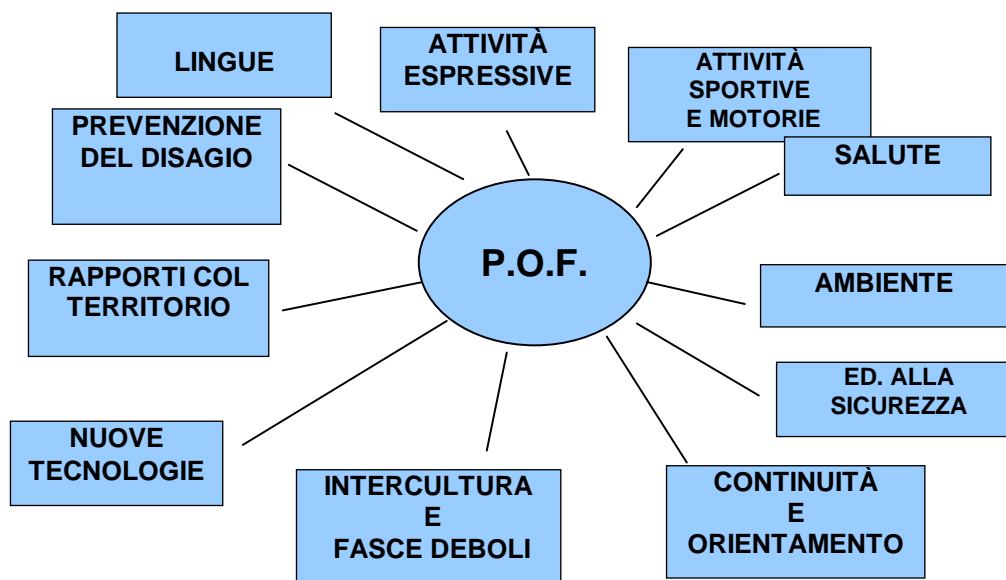 LINGUE
ATTIVITÀ
ESPRESSIVE
ATTIVITÀ
SPORTIVE
E MOTORIE
PREVENZIONE
DEL DISAGIO
SALUTE
P.O.F.
RAPPORTI COL
TERRITORIO
AMBIENTE
ED. ALLA
SICUREZZA
NUOVE
TECNOLOGIE
INTERCULTURA
E
FASCE DEBOLI
CONTINUITÀ
E
ORIENTAMENTO